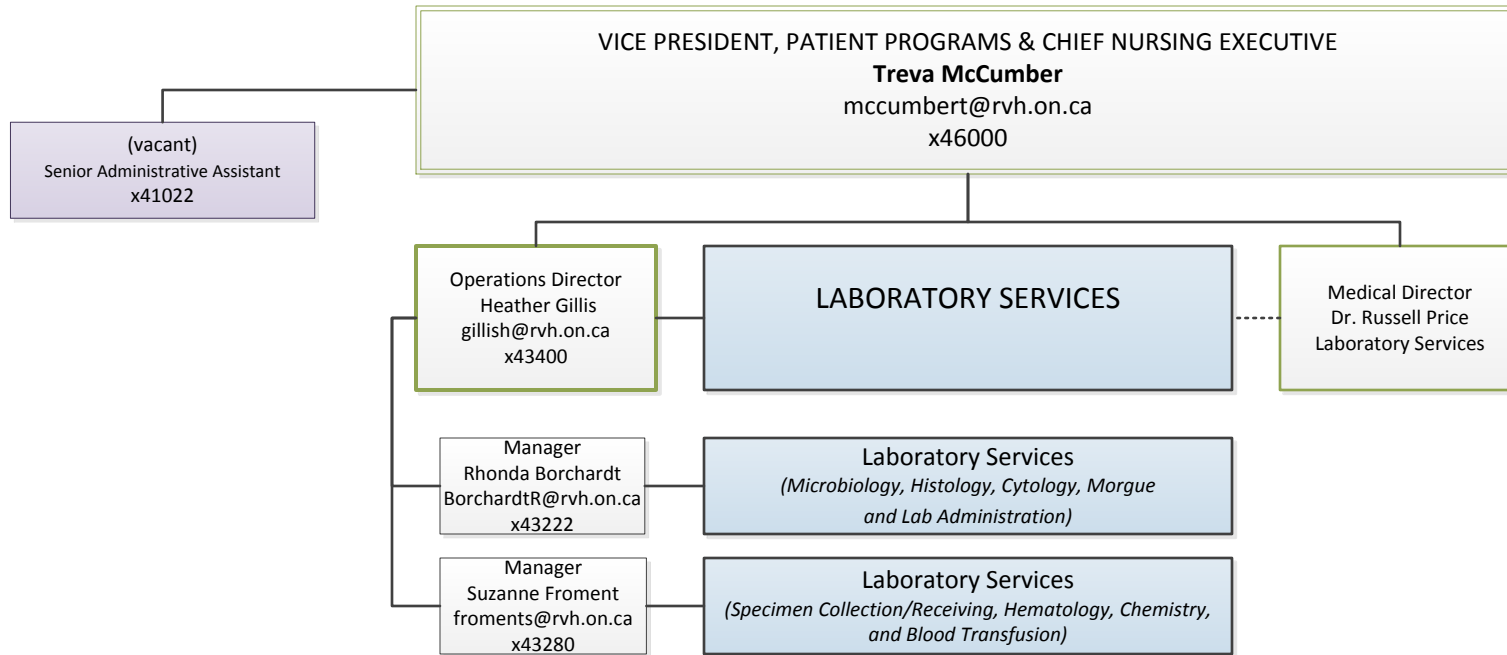 VICE PRESIDENT, PATIENT PROGRAMS & CHIEF NURSING EXECUTIVE
Treva McCumber
mccumbert@rvh.on.ca
x46000
(vacant)
Senior Administrative Assistant
x41022
Operations Director
Heather Gillis
gillish@rvh.on.ca
x43400
LABORATORY SERVICES
Medical Director
Dr. Russell Price
Laboratory Services
Manager
Rhonda Borchardt
BorchardtR@rvh.on.ca
x43222
Laboratory Services
(Microbiology, Histology, Cytology, Morgue
and Lab Administration)
Manager
Suzanne Froment
froments@rvh.on.ca
x43280
Laboratory Services
(Specimen Collection/Receiving, Hematology, Chemistry,
and Blood Transfusion)